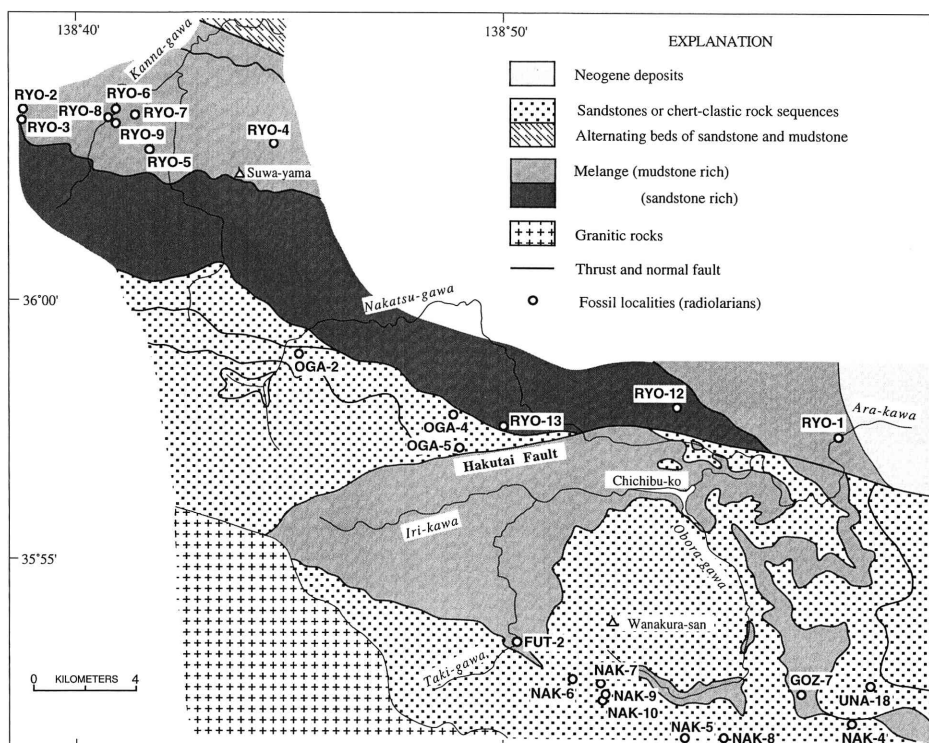 138°40'
138°50'
EXPLANATION
Neogene deposits
Sandstones or chert-clastic rock sequences
Alternating beds of sandstone and mudstone
Melange (mudstone rich)
(sandstone rich)
Granitic rocks
Thrust and normal fault
Fossil localities (radiolarians)
Kanna-gawa
RYO-2
RYO-6
RYO-8
RYO-7
RYO-3
RYO-9
RYO-4
RYO-5
Suwa-yama
36°00'
Nakatsu-gawa
OGA-2
RYO-12
Ara-kawa
OGA-4
RYO-13
RYO-1
OGA-5
Hakutai Fault
Chichibu-ko
Iri-kawa
Obora-gawa
35°55'
Wanakura-san
FUT-2
Taki-gawa
NAK-7
GOZ-7
0 KILOMETERS 4
NAK-6
NAK-9
UNA-18
NAK-10
NAK-5
NAK-8
NAK-4